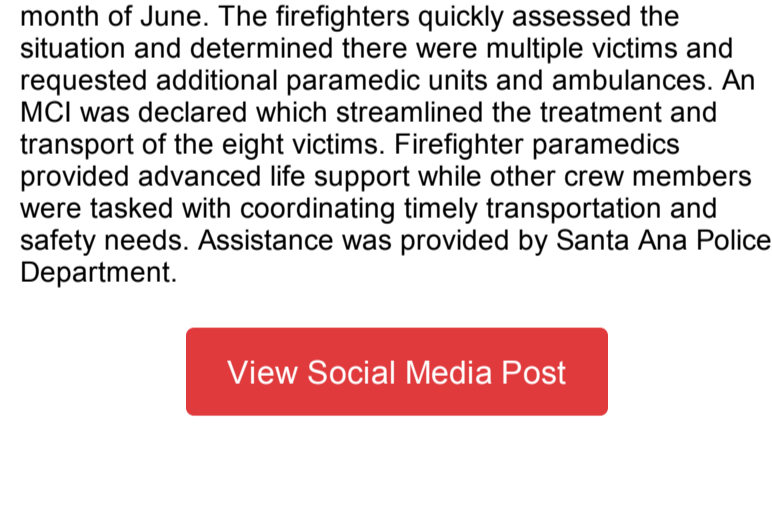 month of June. The firefighters quickly assessed the
situation and determined there were multiple victims and
requested additional paramedic units and ambulances. An
MCI was declared which streamlined the treatment and
transport of the eight victims. Firefighter paramedics
provided advanced life support while other crew members
were tasked with coordinating timely transportation and
safety needs. Assistance was provided by Santa Ana Police
Department.
View Social Media Post